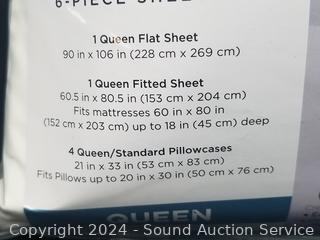 6-PIECE SHEE
1 Queen Flat Sheet
90 in x 106 in (228 cm x 269 cm)
1 Queen Fitted Sheet
60.5 in x 80.5 in (153 cm x 204 cm)
Fits mattresses 60 in x 80 in
(152 cm x 203 cm) up to 18 in (45 cm) deep
4 Queen/Standard Pillowcases
21 in x 33 in (53 cm x 83 cm)
Fits Pillows up to 20 in x 30 in (50 cm x 76 cm)
QUEEN
Copyright © 2024 - South Auction Service